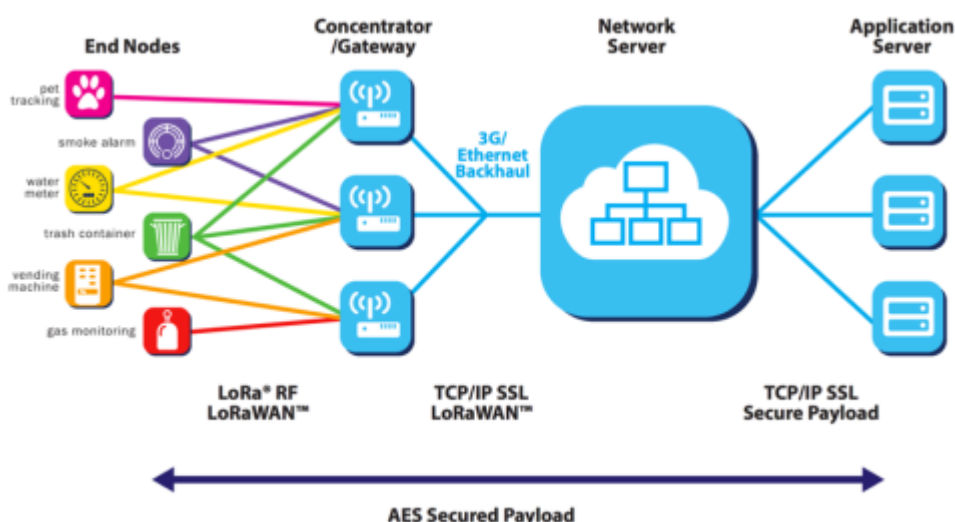 End Nodes
Concentrator
/Gateway
Network
Server
Application
Server
pet
tracking
smoke alarm
water
meter
trash container
vending
machine
gas monitoring
3G/
Ethernet
Backhaul
LoRa® RF
LoRaWAN™
TCP/IP SSL
LoRaWAN™
TCP/IP SSL
Secure Payload
AES Secured Payload